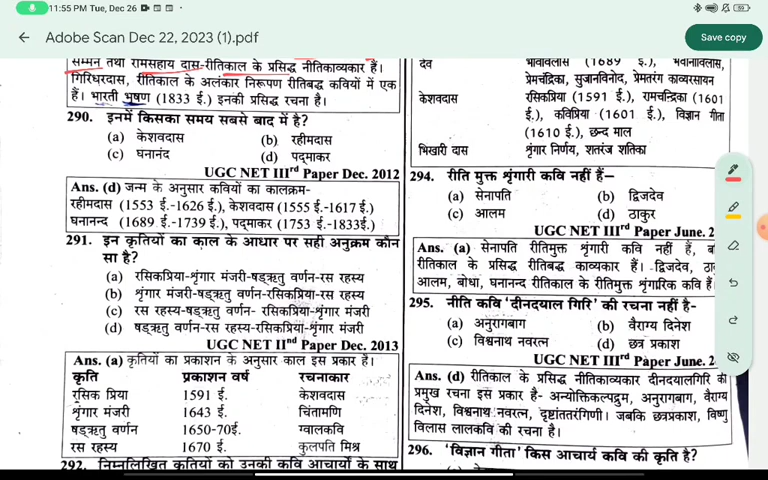 11:55 PM Tue, Dec 26
Adobe Scan Dec 22, 2023 (1).pdf
Save copy
सम्मन तथा रामसहाय दास-रीतिकाल के प्रसिद्ध नीतिकाव्यकार हैं।
गिरिधरदास, रीतिकाल के अलंकार निरूपण रीतिबद्ध कवियों में एक
हैं। भारती भूषण (1833 ई.) इनकी प्रसिद्ध रचना है।
290. इनमें किसका समय सबसे बाद में है?
(a) केशवदास (b) रहीमदास
(c) घनानंद (d) पद्माकर
UGC NET IIIrd Paper Dec. 2012
Ans. (d) जन्म के अनुसार कवियों का कालक्रम-
रहीमदास (1553 ई.-1626 ई.), केशवदास (1555 ई.-1617 ई.)
घनानन्द (1689 ई.-1739 ई.), पद्माकर (1753 ई.-1833ई.)
291. इन कृतियों का काल के आधार पर सही अनुक्रम कौन
सा है?
(a) रसिकप्रिया-शृंगार मंजरी-षड्ऋतु वर्णन-रस रहस्य
(b) शृंगार मंजरी-षड्ऋतु वर्णन-रसिकप्रिया-रस रहस्य
(c) रस रहस्य-षड्ऋतु वर्णन- रसिकप्रिया-शृंगार मंजरी
(d) षड्ऋतु वर्णन-रस रहस्य-रसिकप्रिया-शृंगार मंजरी
UGC NET IInd Paper Dec. 2013
Ans. (a) कृतियों का प्रकाशन के अनुसार काल इस प्रकार हैं।
कृति प्रकाशन वर्ष रचनाकार
रसिक प्रिया 1591 ई. केशवदास
शृंगार मंजरी 1643 ई. चिंतामणि
षड्ऋतु वर्णन 1650-70ई. ग्वालकवि
रस रहस्य 1670 ई. कुलपति मिश्र
292. निम्नलिखित कृतियों को उनकी कवि आचार्यों के साथ
देव भावविलास (1689 ई.), भवानीविलास,
प्रेमचंद्रिका, सुजानविनोद, प्रेमतरंग काव्यरसायन
केशवदास रसिकप्रिया (1591 ई.), रामचन्द्रिका (1601
ई.), कविप्रिया (1601 ई.), विज्ञान गीता
(1610 ई.), छन्द माल
भिखारी दास शृंगार निर्णय, शतरंज शतिका
294. रीति मुक्त शृंगारी कवि नहीं हैं–
(a) सेनापति (b) द्विजदेव
(c) आलम (d) ठाकुर
UGC NET IIIrd Paper June. 2
Ans. (a) सेनापति रीतिमुक्त शृंगारी कवि नहीं हैं, ब
रीतिकाल के प्रसिद्ध रीतिबद्ध काव्यकार हैं। द्विजदेव, ठा
आलम, बोधा, घनानन्द रीतिकाल के रीतिमुक्त शृंगारिक कवि हैं
295. नीति कवि 'दीनदयाल गिरि' की रचना नहीं है-
(a) अनुरागबाग (b) वैराग्य दिनेश
(c) विश्वनाथ नवरत्न (d) छत्र प्रकाश
UGC NET IIIrd Paper June. 2
Ans. (d) रीतिकाल के प्रसिद्ध नीतिकाव्यकार दीनदयालगिरि की
प्रमुख रचना इस प्रकार है- अन्योक्तिकल्पद्रुम, अनुरागबाग, वैराग्य
दिनेश, विश्वनाथ नवरत्न, दृष्टांततरंगिणी। जबकि छत्रप्रकाश, विष्णु
विलास लालकवि की रचना है।
296. 'विज्ञान गीता' किस आचार्य कवि की कृति है?